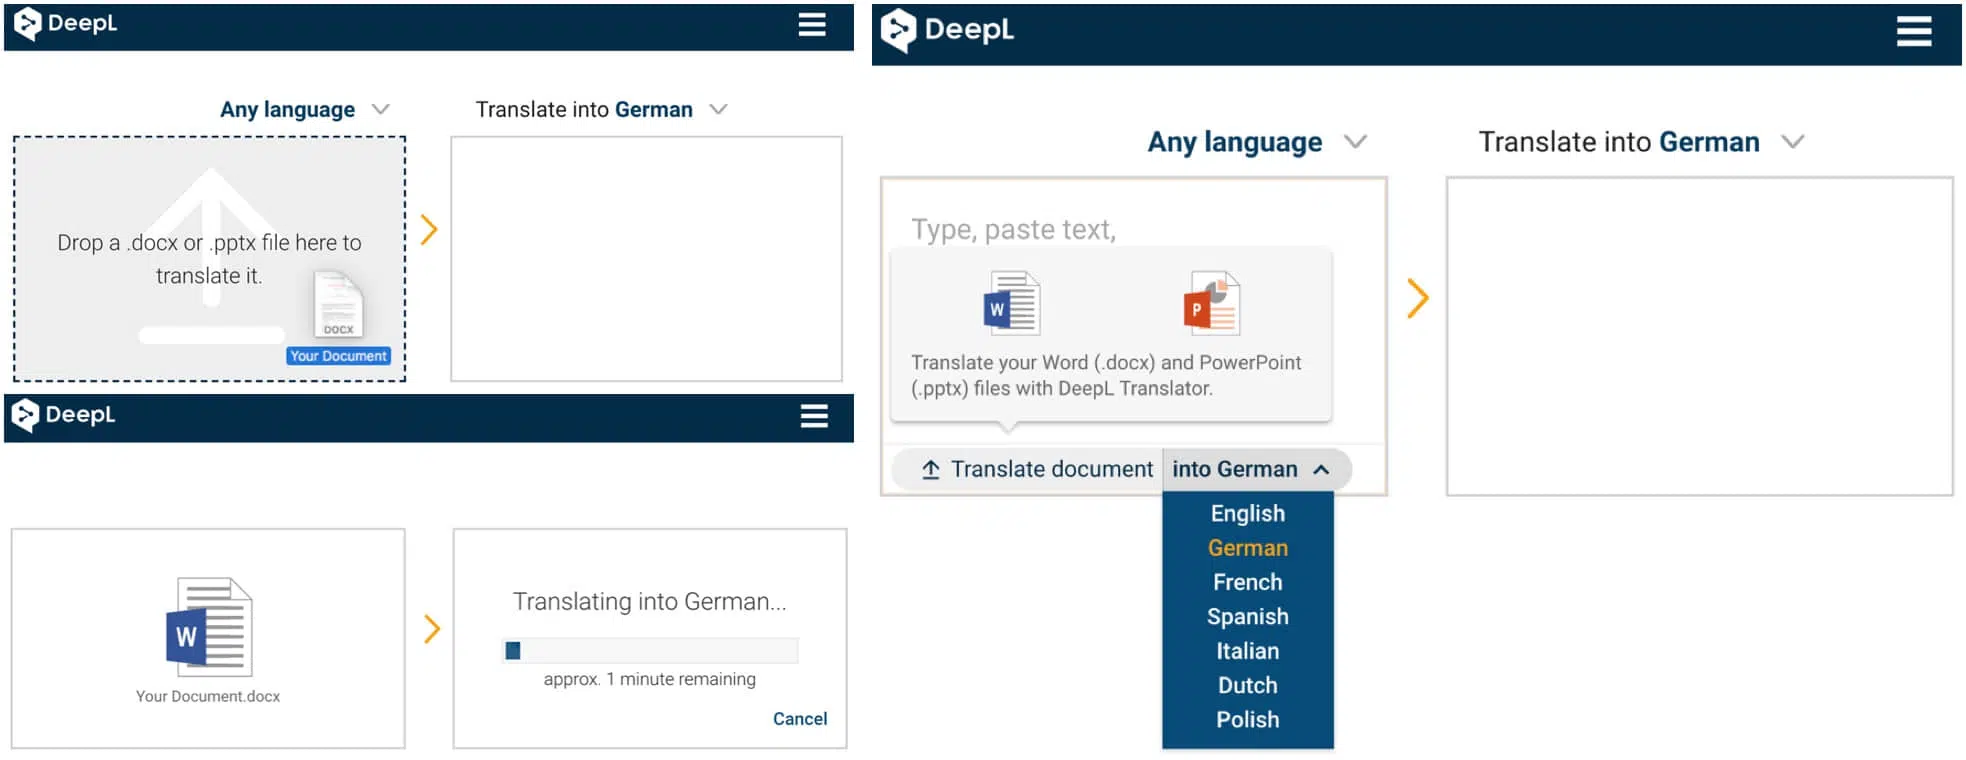 DeepL
Any language
Translate into German
Drop a .docx or .pptx file here to
translate it.
DOCX
Your Document
DeepL
W
Your Document.docx
Translating into German...
approx. 1 minute remaining
Cancel
DeepL
Any language
Translate into German
Type, paste text,
W
P
Translate your Word (.docx) and PowerPoint
(.pptx) files with DeepL Translator.
Translate document into German
English
German
French
Spanish
Italian
Dutch
Polish